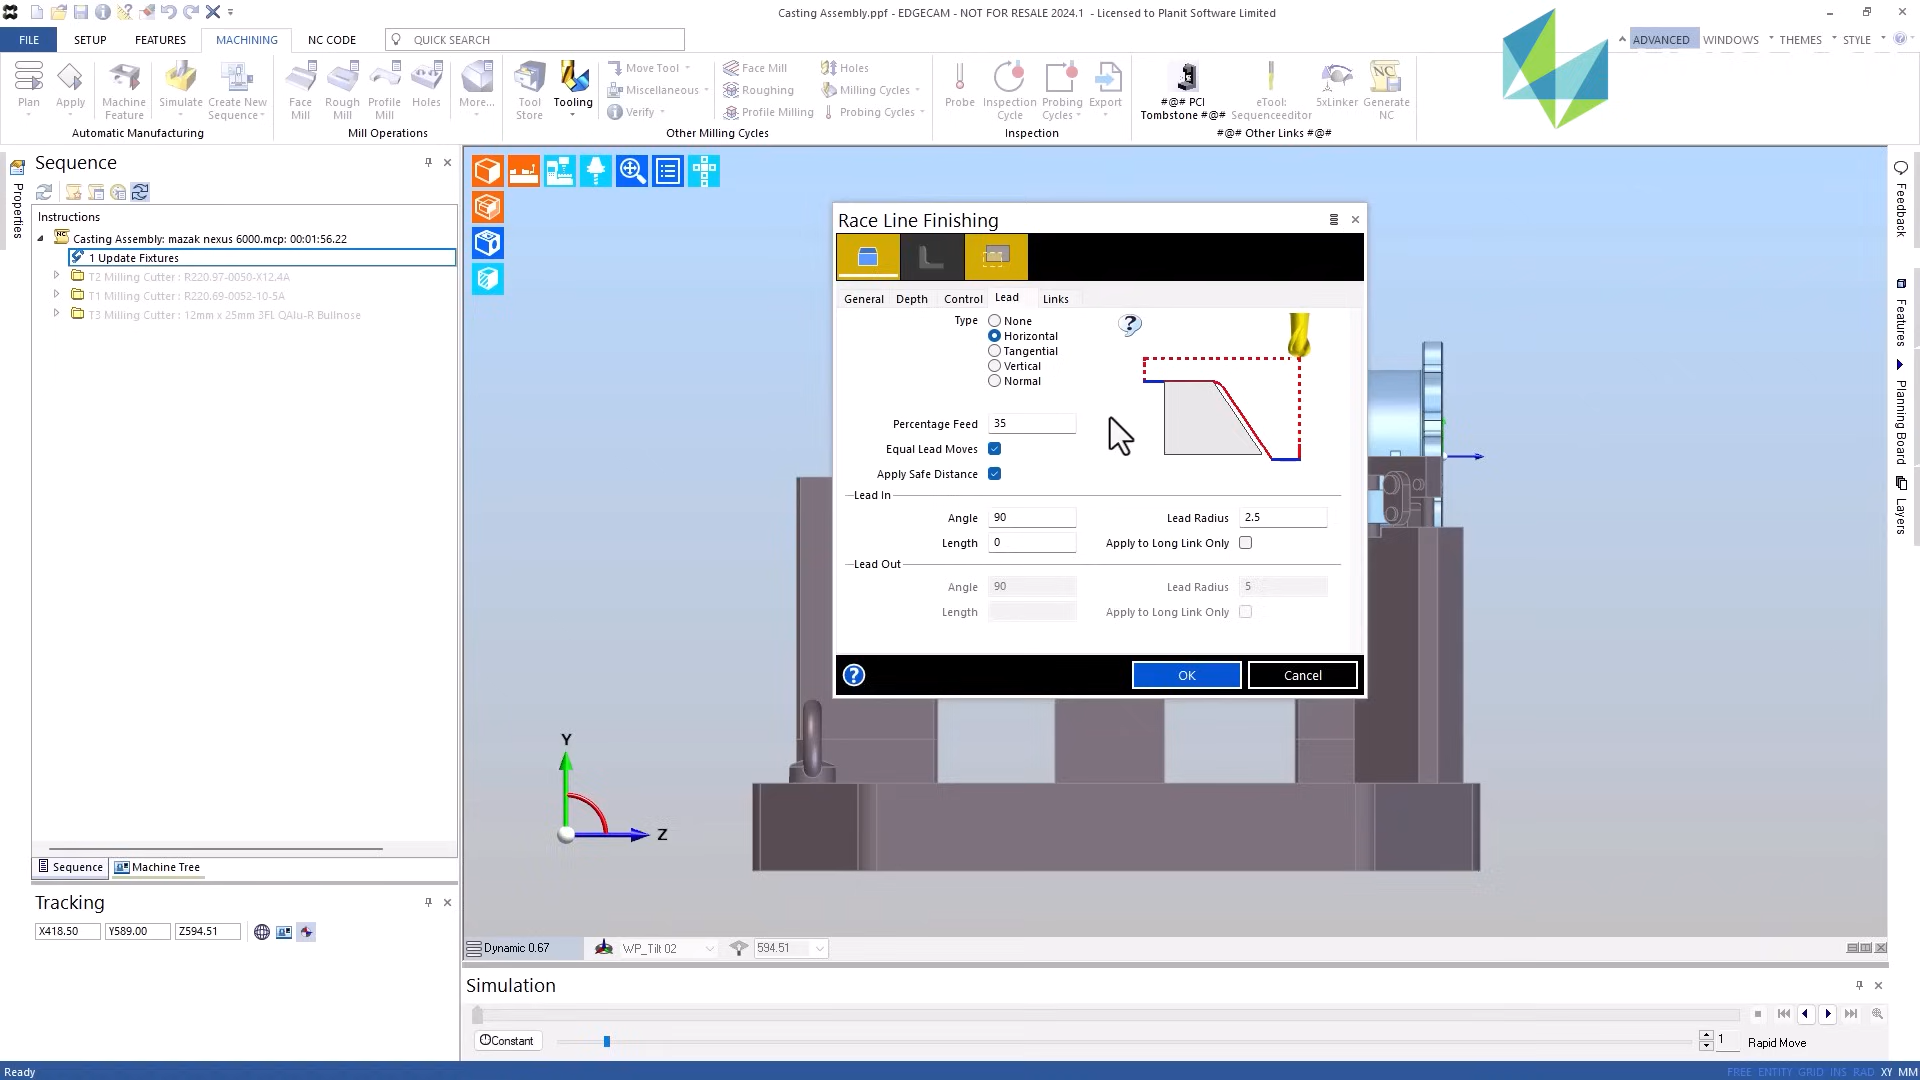 Casting Assembly.ppf - EDGECAM - NOT FOR RESALE 2024.1 - Licensed to Planit Software Limited
FILE SETUP FEATURES MACHINING NC CODE QUICK SEARCH ADVANCED WINDOWS THEMES STYLE
Plan
Apply
Machine Feature
Simulate
Create New Sequence
Automatic Manufacturing
Face Mill
Rough Mill
Profile Mill
Holes
More...
Mill Operations
Tool Store
Tooling
Move Tool
Miscellaneous
Verify
Face Mill
Roughing
Profile Milling
Holes
Milling Cycles
Probing Cycles
Other Milling Cycles
Probe
Inspection Cycle
Probing Cycles
Export
Inspection
#@# PCI Tombstone #@#
eTool: Sequenceeditor
5xLinker
Generate NC
NC
#@# Other Links #@#
Properties
Sequence
Instructions
NC
Casting Assembly: mazak nexus 6000.mcp: 00:01:56.22
1 Update Fixtures
T2 Milling Cutter : R220.97-0050-X12.4A
T1 Milling Cutter : R220.69-0052-10-5A
T3 Milling Cutter : 12mm x 25mm 3FL QAlu-R Bullnose
Sequence Machine Tree
Tracking
X418.50 Y589.00 Z594.51
Race Line Finishing
General Depth Control Lead Links
Type None
Horizontal
Tangential
Vertical
Normal
Percentage Feed 35
Equal Lead Moves
Apply Safe Distance
Lead In
Angle 90 Lead Radius 2.5
Length 0 Apply to Long Link Only
Lead Out
Angle 90 Lead Radius 5
Length Apply to Long Link Only
? OK Cancel
Y
Z
Dynamic 0.67 WP_Tilt 02 594.51
Simulation
Constant 1 Rapid Move
Feedback
Features
Planning Board
Layers
Ready FREE ENTITY GRID INS RAD XY MM